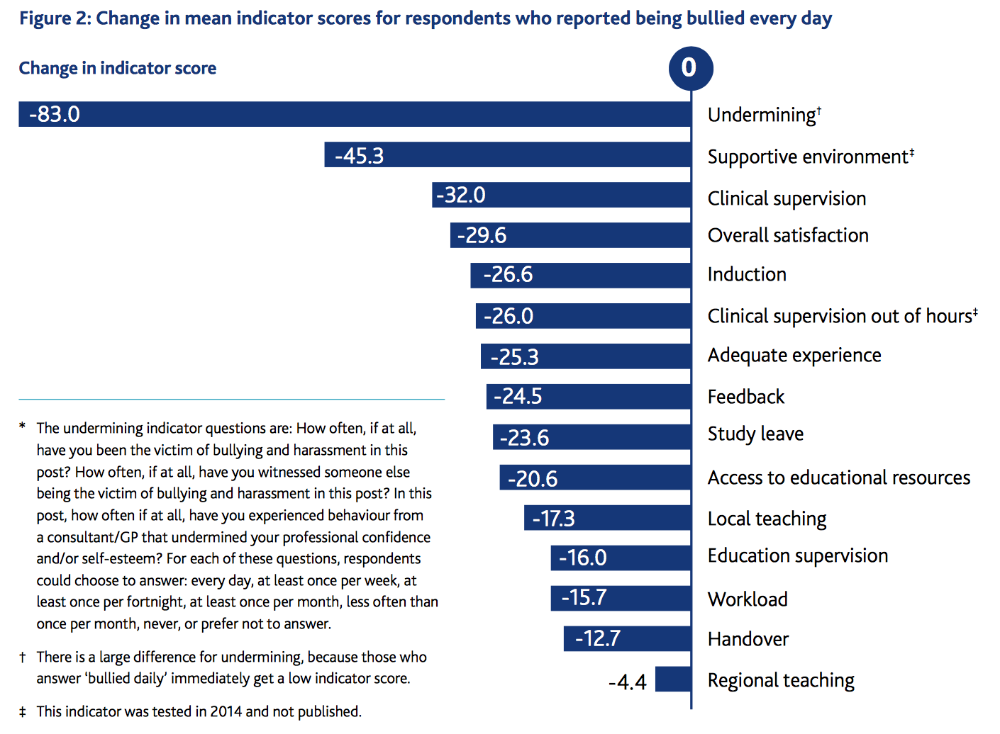 Figure 2: Change in mean indicator scores for respondents who reported being bullied every day
Change in indicator score
0
-83.0 Undermining†
-45.3 Supportive environment‡
-32.0 Clinical supervision
-29.6 Overall satisfaction
-26.6 Induction
-26.0 Clinical supervision out of hours‡
-25.3 Adequate experience
-24.5 Feedback
-23.6 Study leave
-20.6 Access to educational resources
-17.3 Local teaching
-16.0 Education supervision
-15.7 Workload
-12.7 Handover
-4.4 Regional teaching
* The undermining indicator questions are: How often, if at all,
have you been the victim of bullying and harassment in this
post? How often, if at all, have you witnessed someone else
being the victim of bullying and harassment in this post? In this
post, how often if at all, have you experienced behaviour from
a consultant/GP that undermined your professional confidence
and/or self-esteem? For each of these questions, respondents
could choose to answer: every day, at least once per week, at
least once per fortnight, at least once per month, less often than
once per month, never, or prefer not to answer.
† There is a large difference for undermining, because those who
answer ‘bullied daily’ immediately get a low indicator score.
‡ This indicator was tested in 2014 and not published.